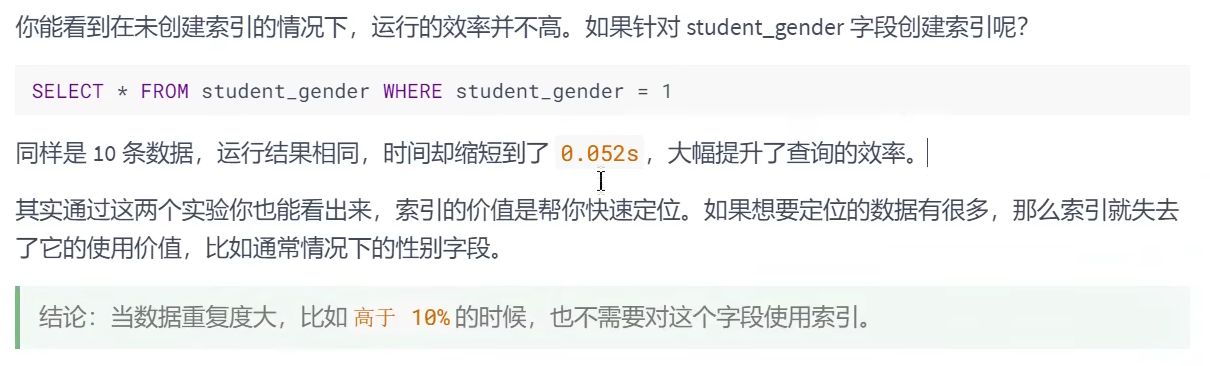 你能看到在未创建索引的情况下，运行的效率并不高。如果针对 student_gender 字段创建索引呢？
SELECT * FROM student_gender WHERE student_gender = 1
同样是 10 条数据，运行结果相同，时间却缩短到了 0.052s，大幅提升了查询的效率。
其实通过这两个实验你也能看出来，索引的价值是帮你快速定位。如果想要定位的数据有很多，那么索引就失去
了它的使用价值，比如通常情况下的性别字段。
结论：当数据重复度大，比如 高于 10% 的时候，也不需要对这个字段使用索引。